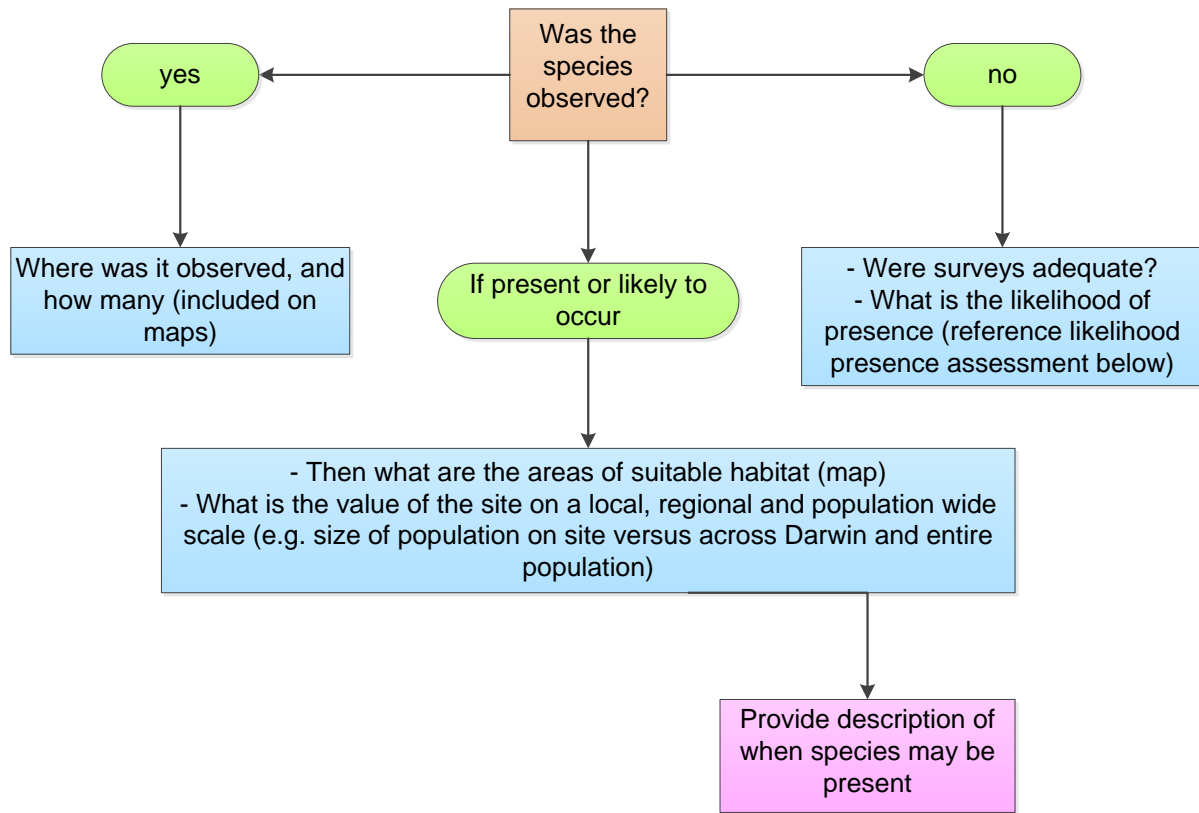 Was the
species
observed?
yes
no
Where was it observed, and
how many (included on
maps)
If present or likely to
occur
- Were surveys adequate?
- What is the likelihood of
presence (reference likelihood
presence assessment below)
- Then what are the areas of suitable habitat (map)
- What is the value of the site on a local, regional and population wide
scale (e.g. size of population on site versus across Darwin and entire
population)
Provide description of
when species may be
present